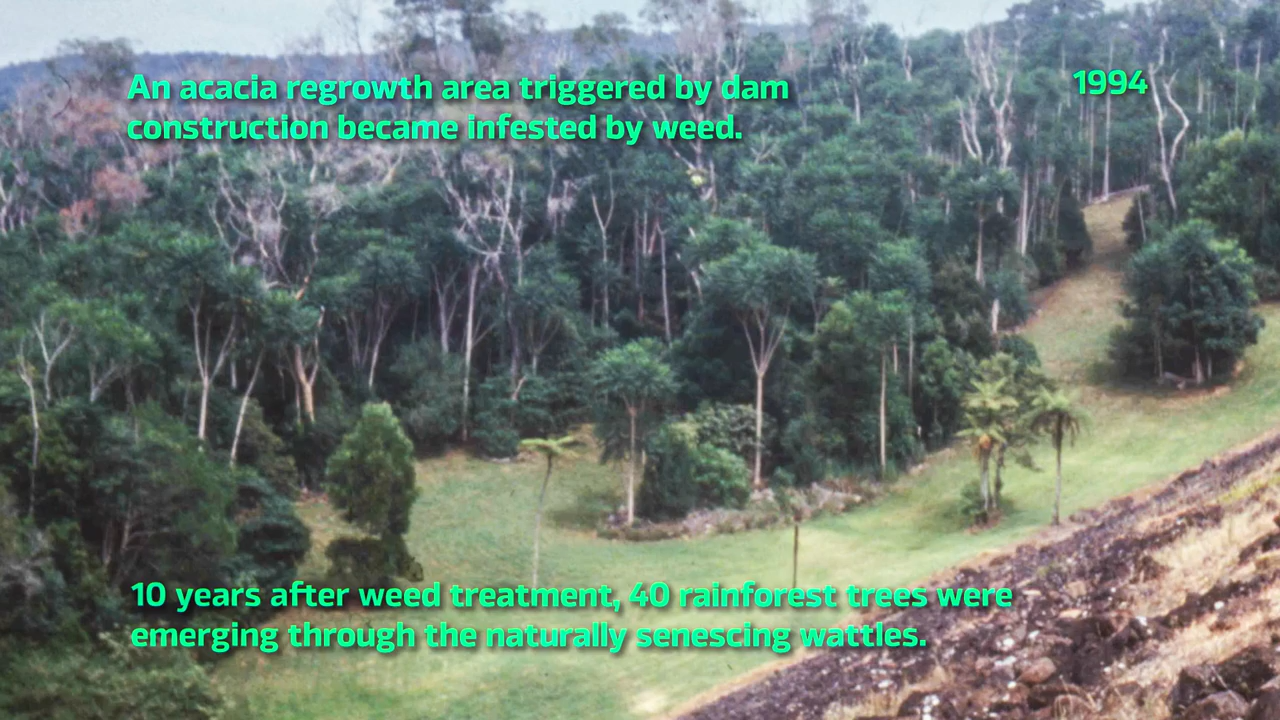 An acacia regrowth area triggered by dam
construction became infested by weed.
1994
10 years after weed treatment, 40 rainforest trees were
emerging through the naturally senescing wattles.